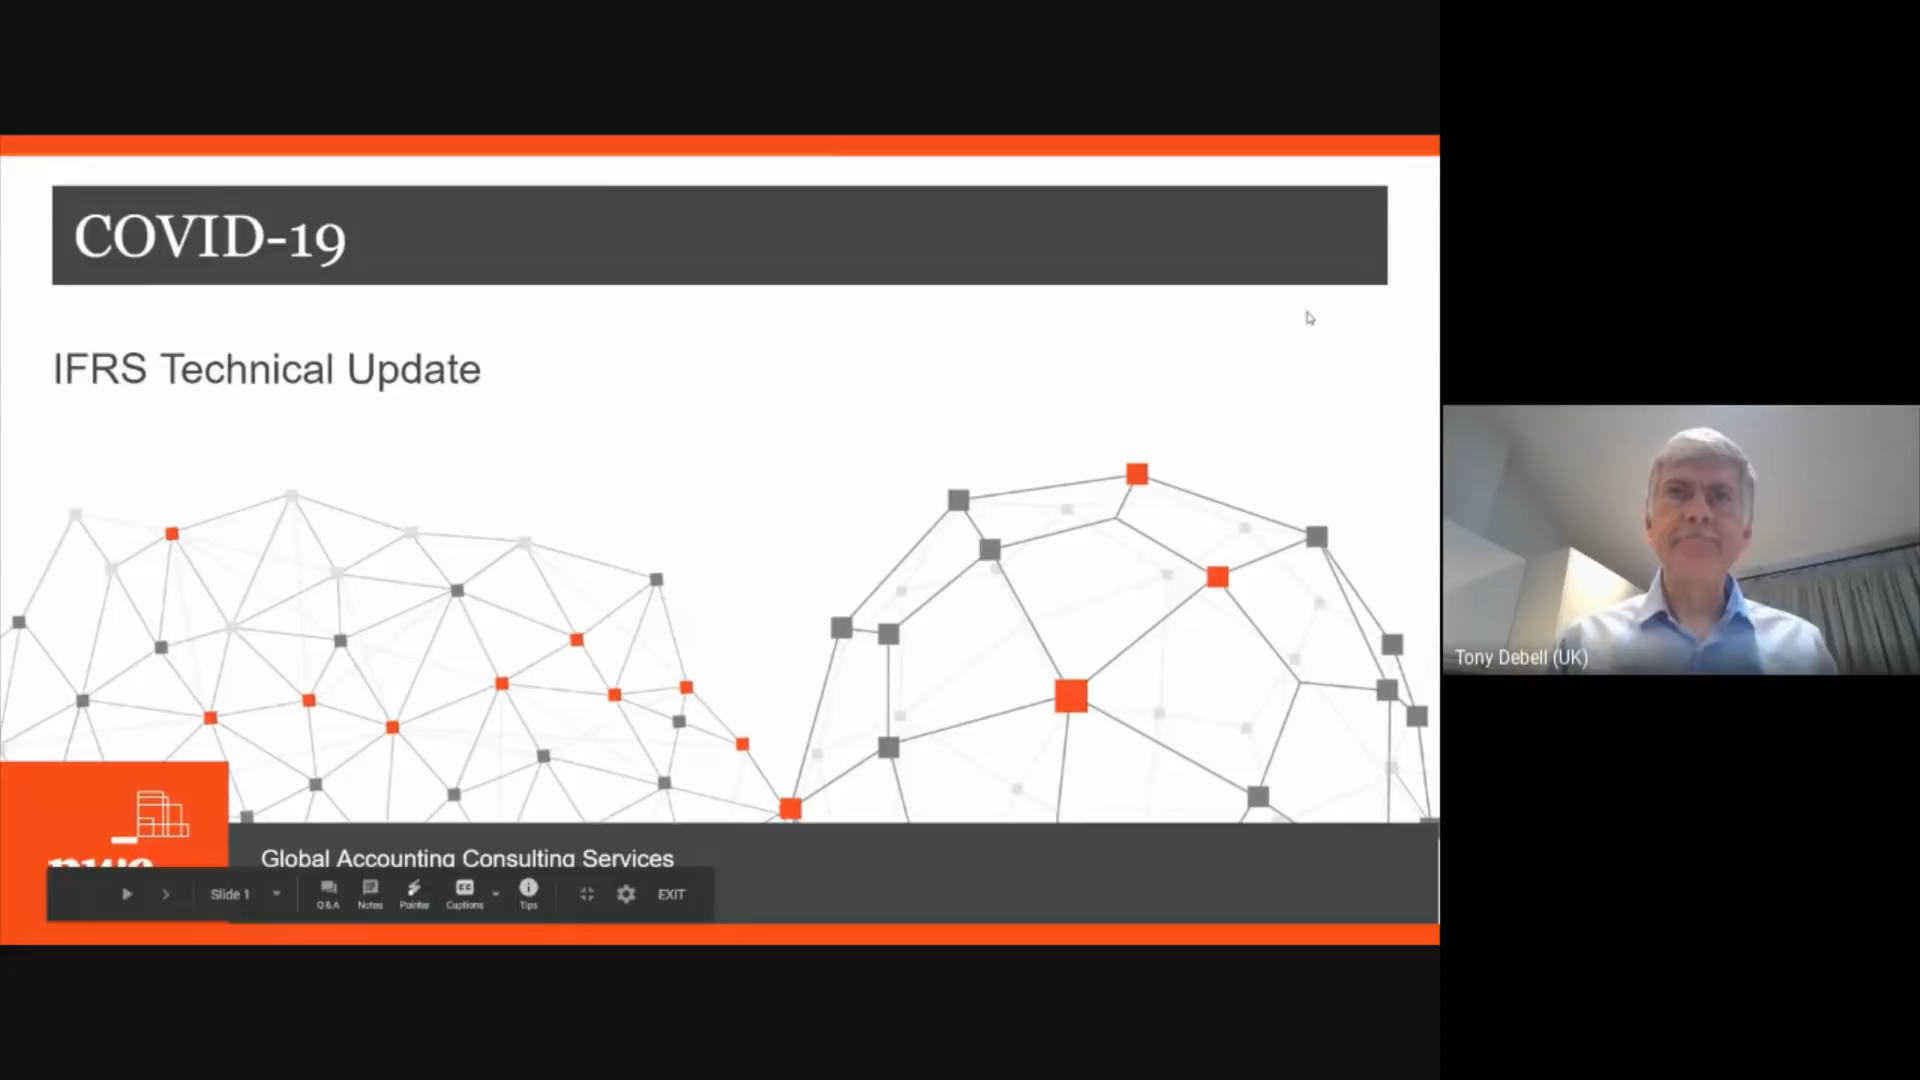 COVID-19
IFRS Technical Update
Tony Debell (UK)
Global Accounting Consulting Services
Slide 1
Q&A
Notes
Pointer
CC
Captions
Tips
EXIT